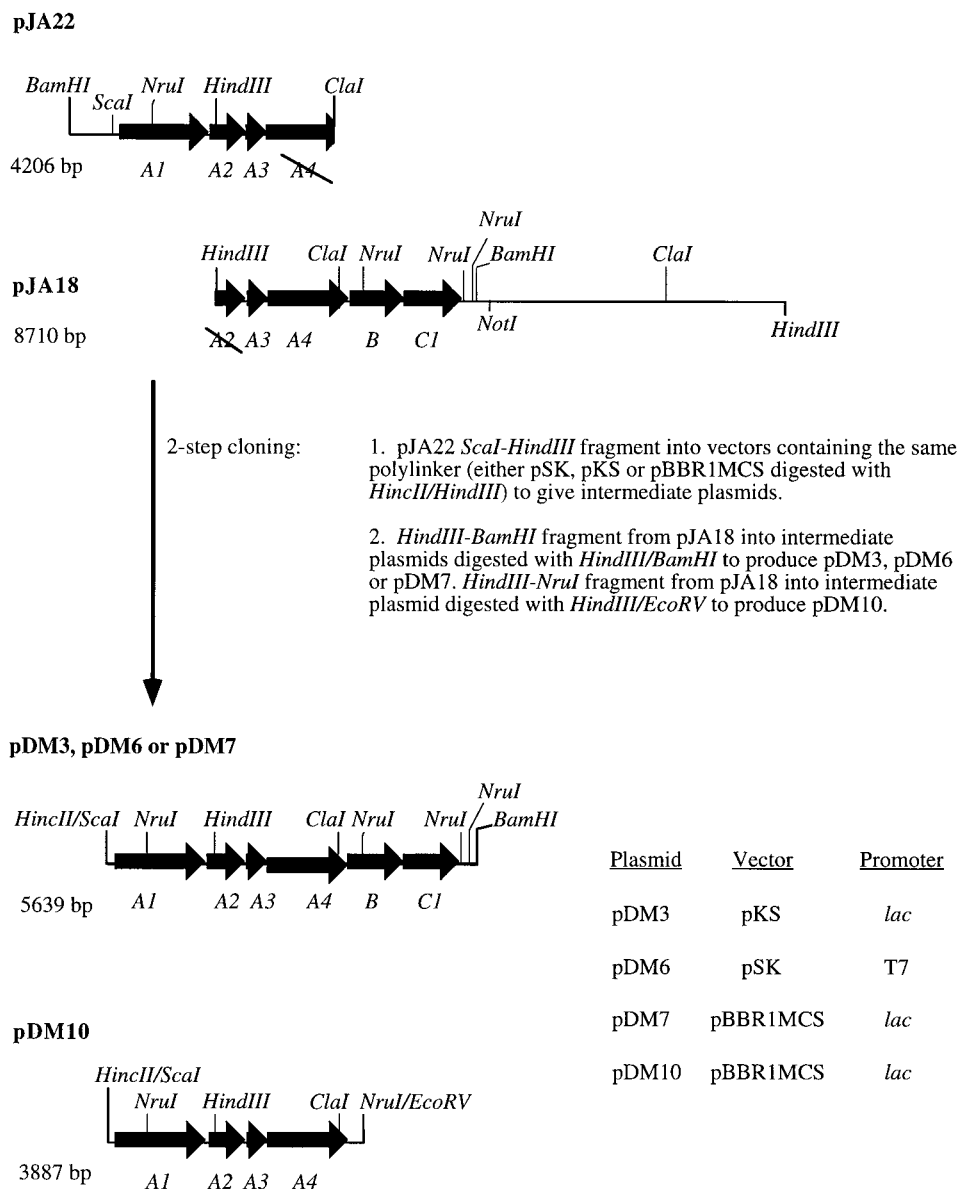 pJA22
BamHI
ScaI
NruI
HindIII
ClaI
4206 bp
A1
A2
A3
A4
pJA18
8710 bp
HindIII
ClaI
NruI
NruI
NruI
BamHI
NotI
ClaI
HindIII
A2
A3
A4
B
C1
2-step cloning:
1. pJA22 ScaI-HindIII fragment into vectors containing the same
polylinker (either pSK, pKS or pBBR1MCS digested with
HincII/HindIII) to give intermediate plasmids.
2. HindIII-BamHI fragment from pJA18 into intermediate
plasmids digested with HindIII/BamHI to produce pDM3, pDM6
or pDM7. HindIII-NruI fragment from pJA18 into intermediate
plasmid digested with HindIII/EcoRV to produce pDM10.
pDM3, pDM6 or pDM7
HincII/ScaI
NruI
HindIII
ClaI
NruI
NruI
NruI
BamHI
5639 bp
A1
A2
A3
A4
B
C1
Plasmid Vector Promoter
pDM3 pKS lac
pDM6 pSK T7
pDM7 pBBR1MCS lac
pDM10 pBBR1MCS lac
pDM10
HincII/ScaI
NruI
HindIII
ClaI
NruI/EcoRV
3887 bp
A1
A2
A3
A4